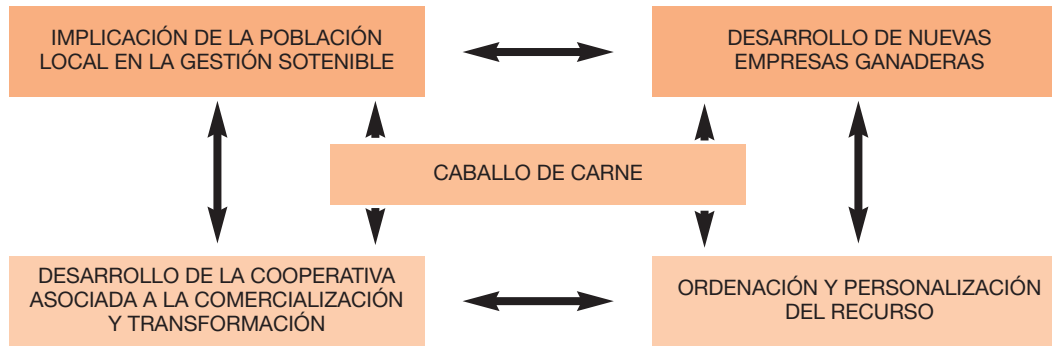 IMPLICACIÓN DE LA POBLACIÓN
LOCAL EN LA GESTIÓN SOTENIBLE
DESARROLLO DE NUEVAS
EMPRESAS GANADERAS
CABALLO DE CARNE
DESARROLLO DE LA COOPERATIVA
ASOCIADA A LA COMERCIALIZACIÓN
Y TRANSFORMACIÓN
ORDENACIÓN Y PERSONALIZACIÓN
DEL RECURSO